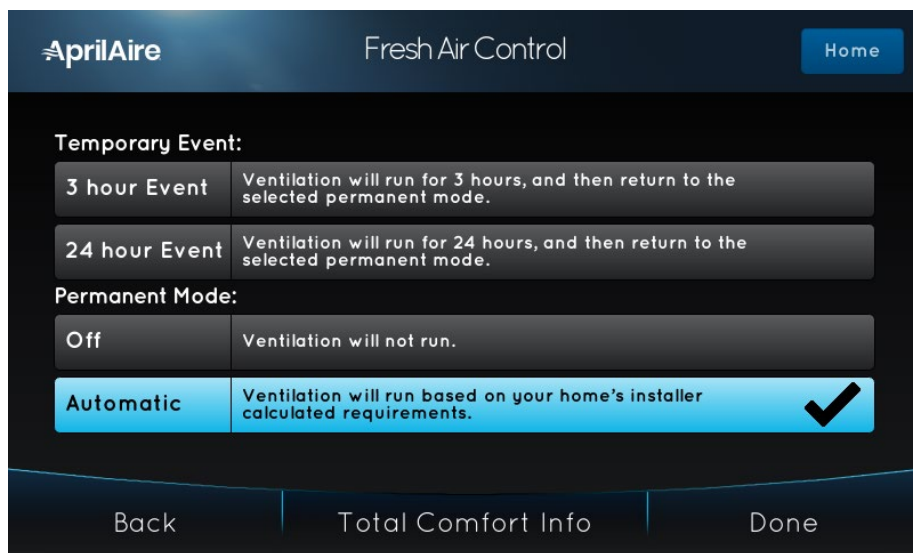 AprilAire
Fresh Air Control
Home
Temporary Event:
3 hour Event
Ventilation will run for 3 hours, and then return to the
selected permanent mode.
24 hour Event
Ventilation will run for 24 hours, and then return to the
selected permanent mode.
Permanent Mode:
Off
Ventilation will not run.
Automatic
Ventilation will run based on your home's installer
calculated requirements.
Back
Total Comfort Info
Done